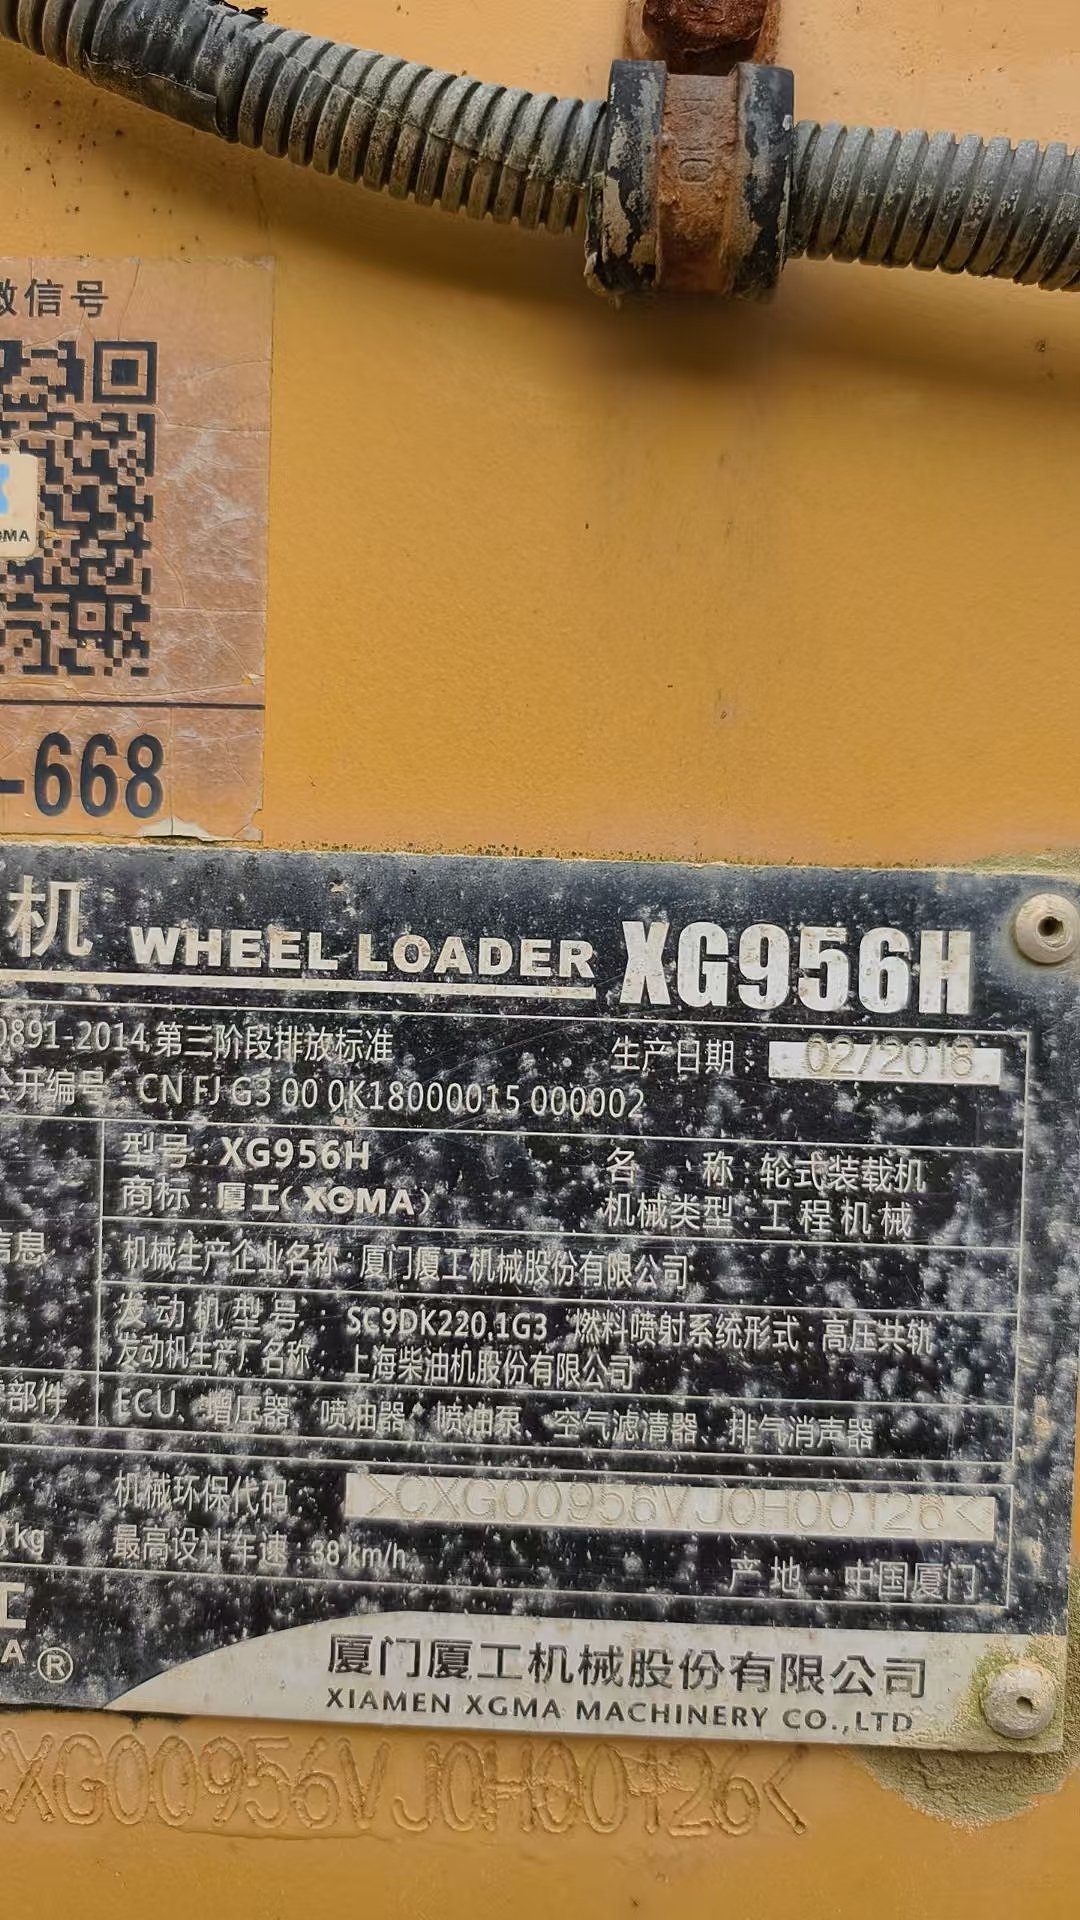 微信号
GMA
-668
机 WHEEL LOADER XG956H
0891-2014 第三阶段排放标准
生产日期: 02/2018
公开编号: CN FJ G3 00 0K18000015 000002
型号: XG956H
名 称: 轮式装载机
商标: 厦工(XGMA)
机械类型: 工程机械
信息
机械生产企业名称: 厦门厦工机械股份有限公司
发动机型号: SC9DK220.1G3 燃料喷射系统形式: 高压共轨
发动机生产厂名称 上海柴油机股份有限公司
零部件
ECU、增压器、喷油器、喷油泵、空气滤清器、排气消声器
机械环保代码 >CXG00956VJ0H00126<
0kg
最高设计车速: 38km/h
产地: 中国厦门
工
A®
厦门厦工机械股份有限公司
XIAMEN XGMA MACHINERY CO.,LTD
CXG00956VJ0H00126<